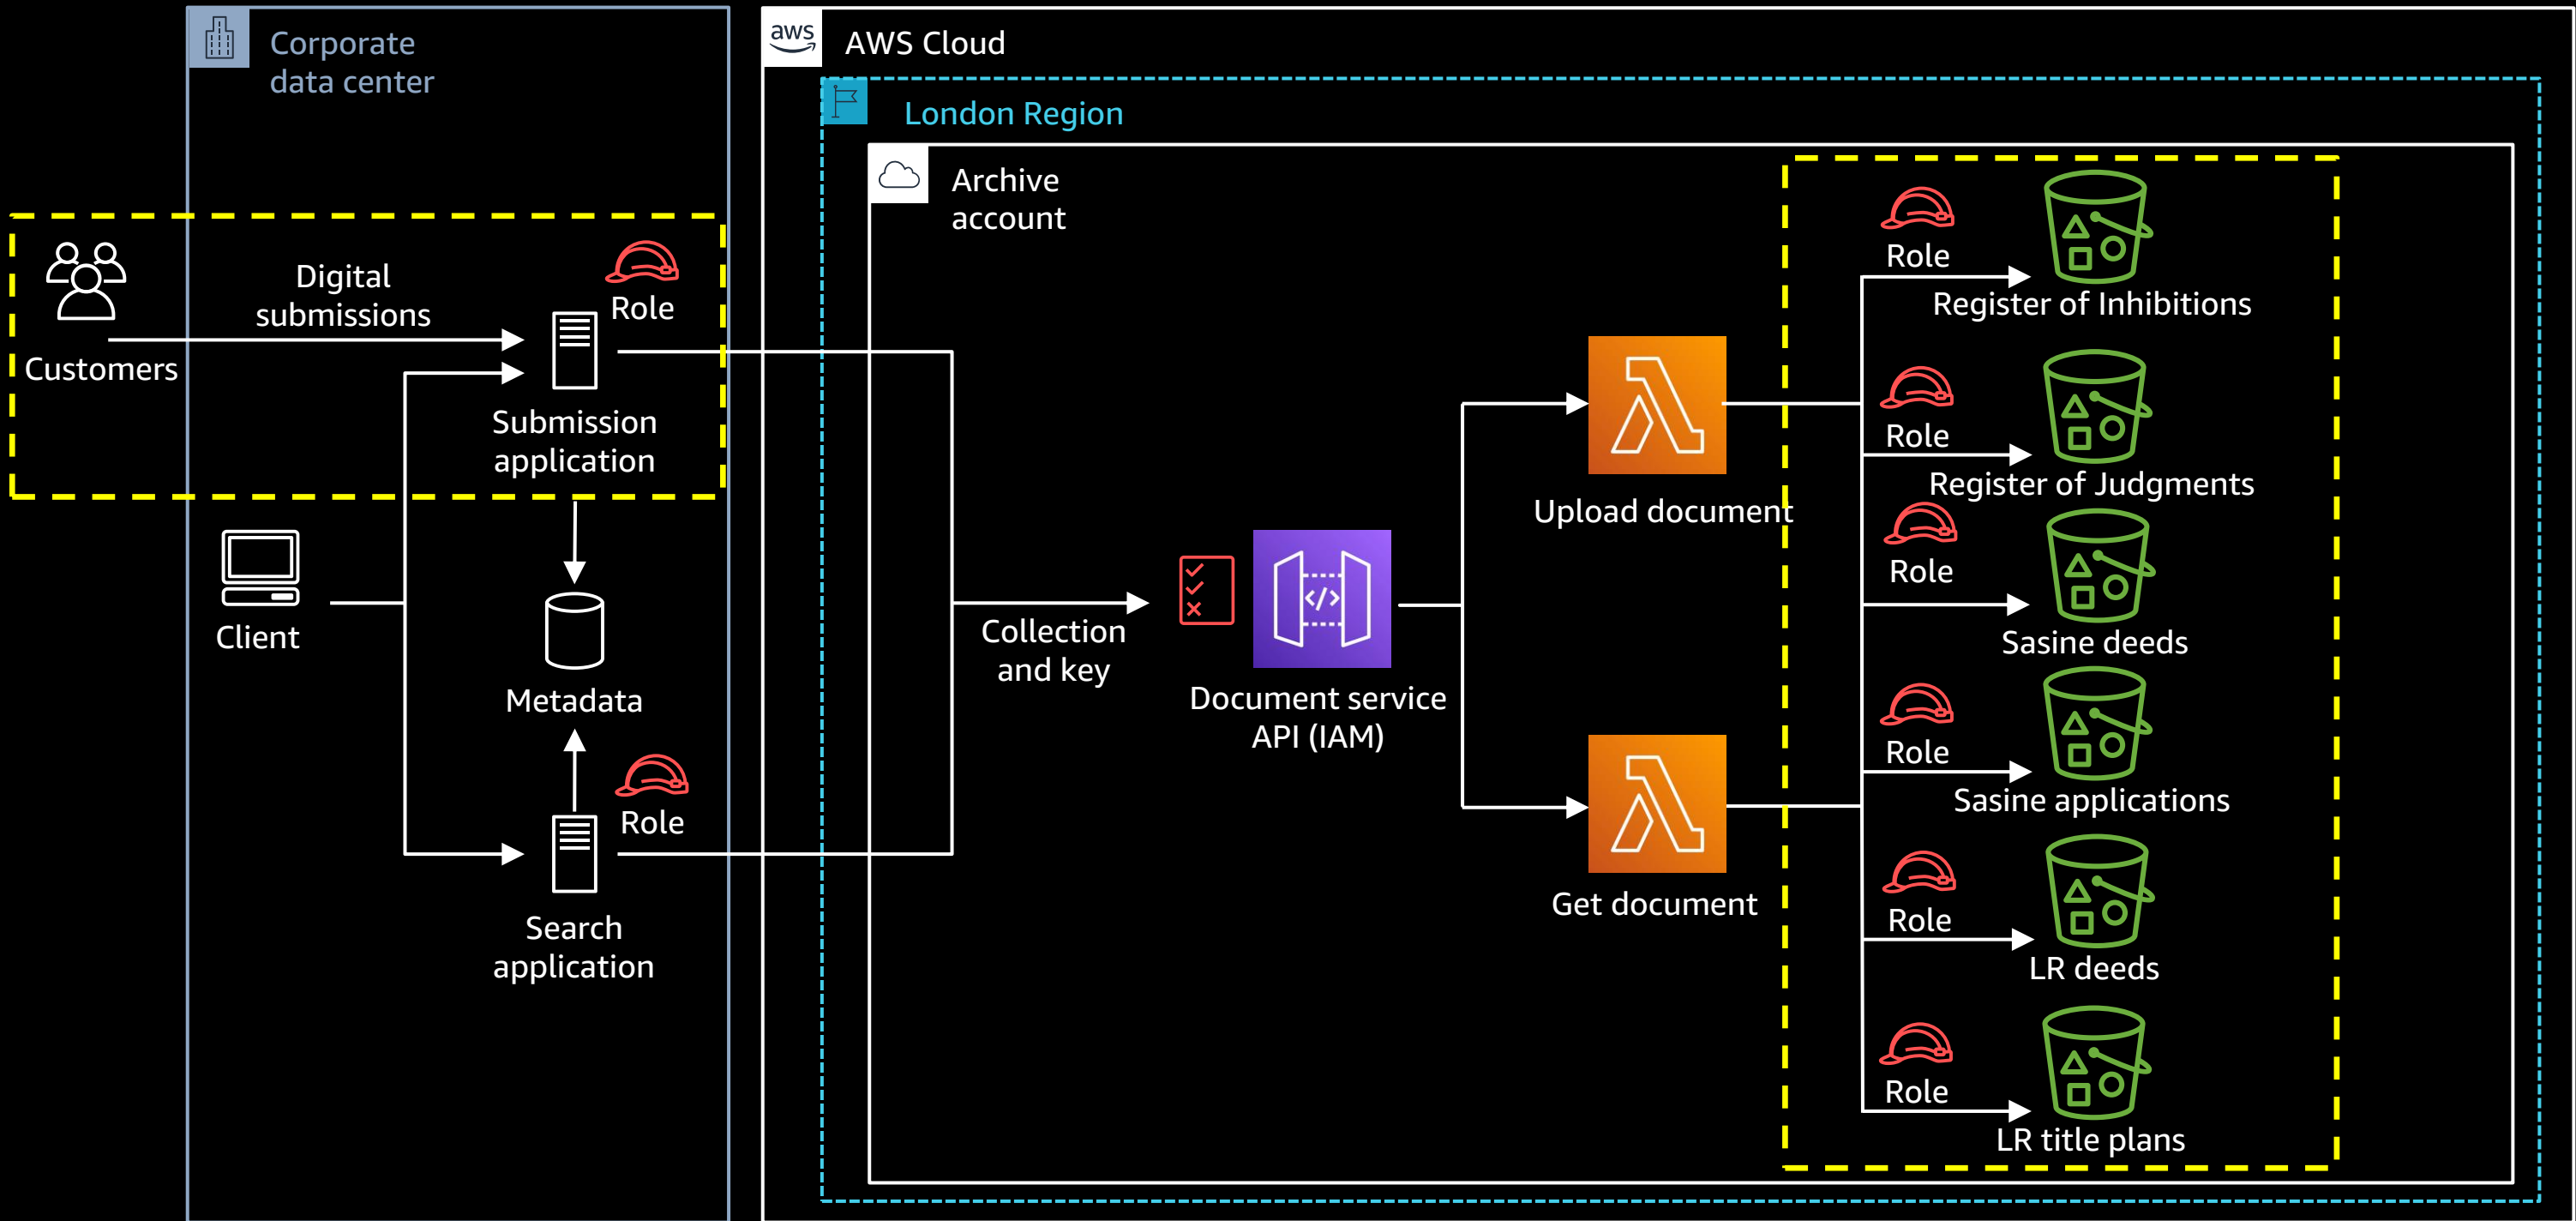 Corporate
data center
aws
AWS Cloud
London Region
Archive
account
Customers
Digital
submissions
Role
Submission
application
Client
Metadata
Role
Search
application
Collection
and key
Document service
API (IAM)
</>
Upload document
Get document
Role
Register of Inhibitions
Role
Register of Judgments
Role
Sasine deeds
Role
Sasine applications
Role
LR deeds
Role
LR title plans